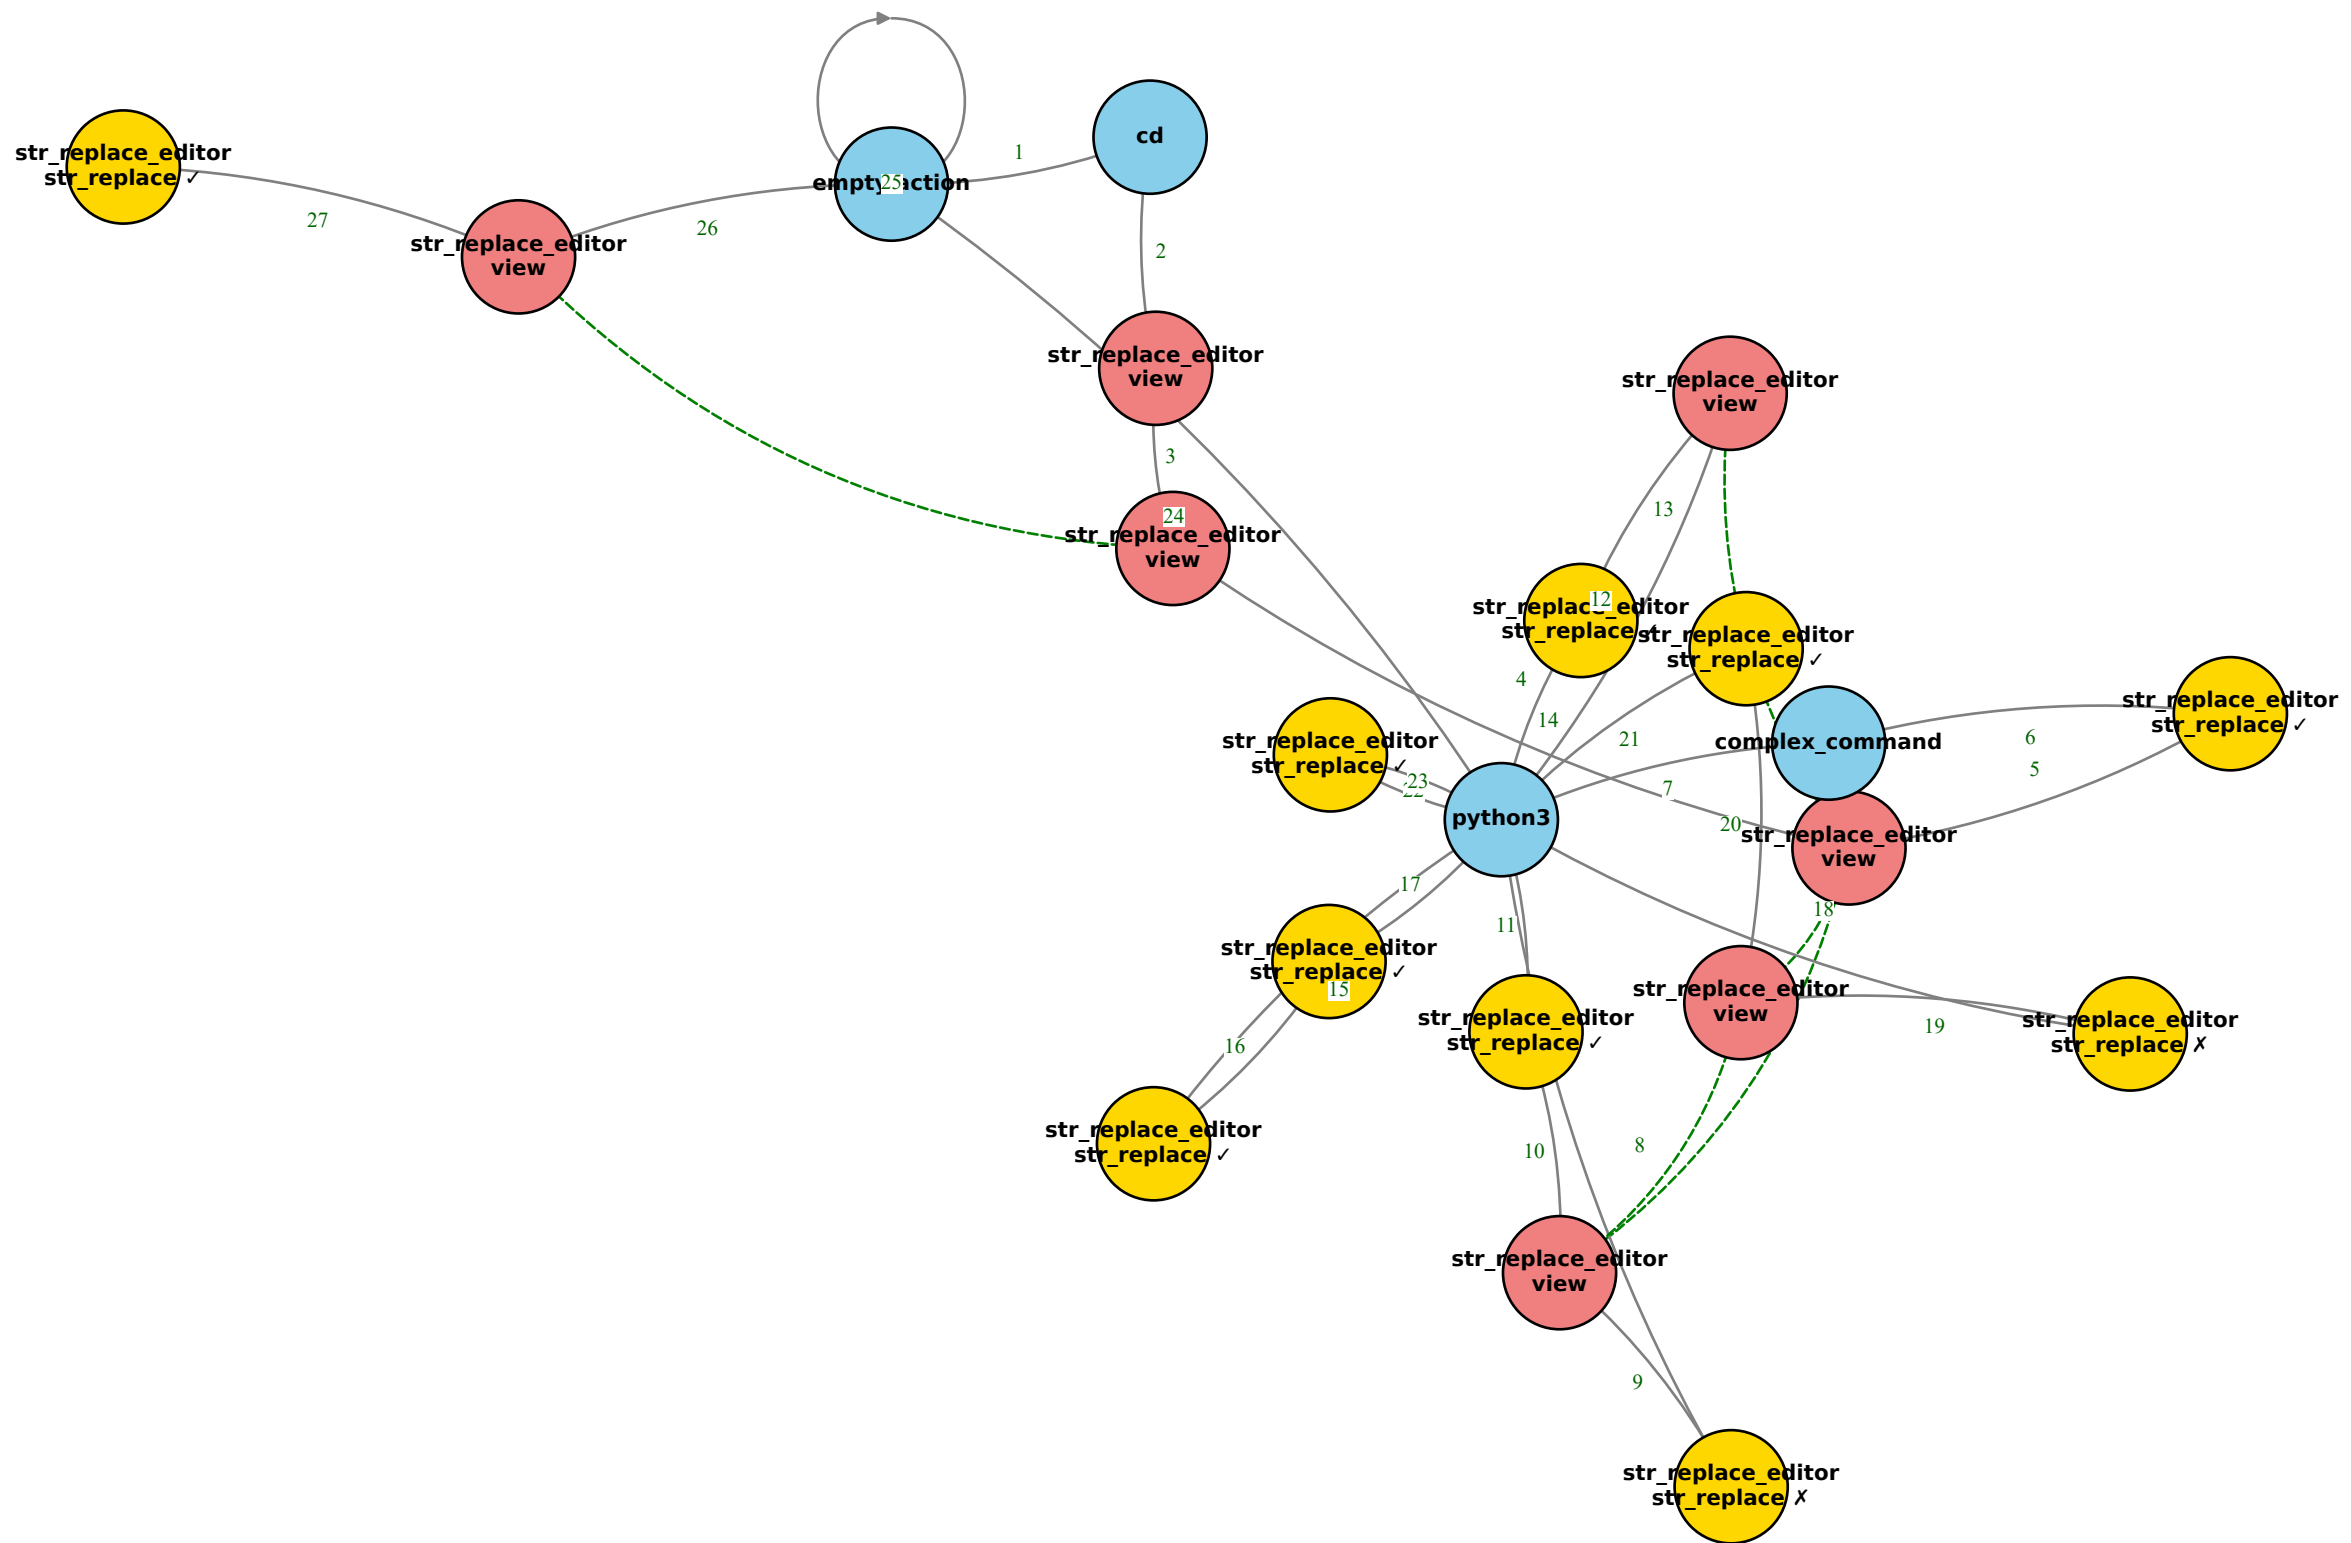 cd
1
str_replace_editor
str_replace ✓
empty action
25
27
26
str_replace_editor
view
2
str_replace_editor
view
3
str_replace_editor
view
24
str_replace_editor
view
13
12
str_replace_editor
str_replace ✓
str_replace_editor
str_replace ✓
4
14
21
str_replace_editor
str_replace ✓
6
5
complex_command
str_replace_editor
str_replace ✓
23
22
7
python3
20
str_replace_editor
view
17
18
11
str_replace_editor
str_replace ✓
15
str_replace_editor
view
str_replace_editor
str_replace ✓
19
str_replace_editor
str_replace ✗
16
str_replace_editor
str_replace ✓
10
8
str_replace_editor
view
9
str_replace_editor
str_replace ✗